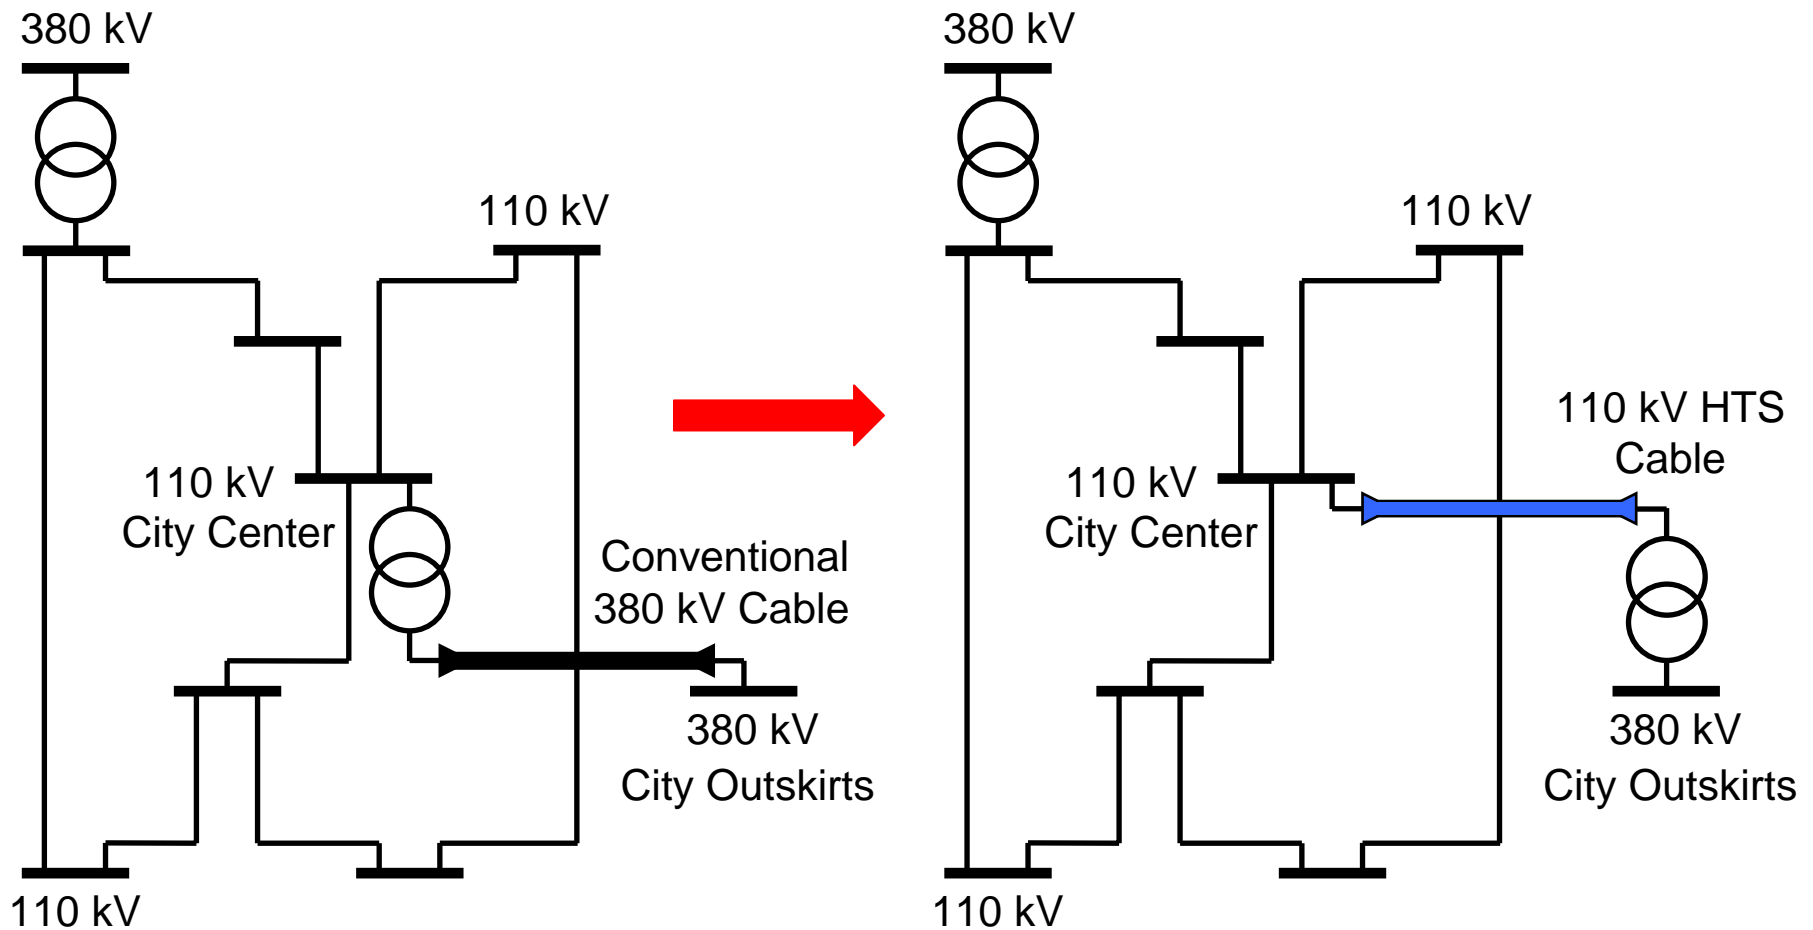 380 kV
110 kV
110 kV
City Center
Conventional
380 kV Cable
380 kV
City Outskirts
110 kV
380 kV
110 kV
110 kV HTS
Cable
110 kV
City Center
380 kV
City Outskirts
110 kV